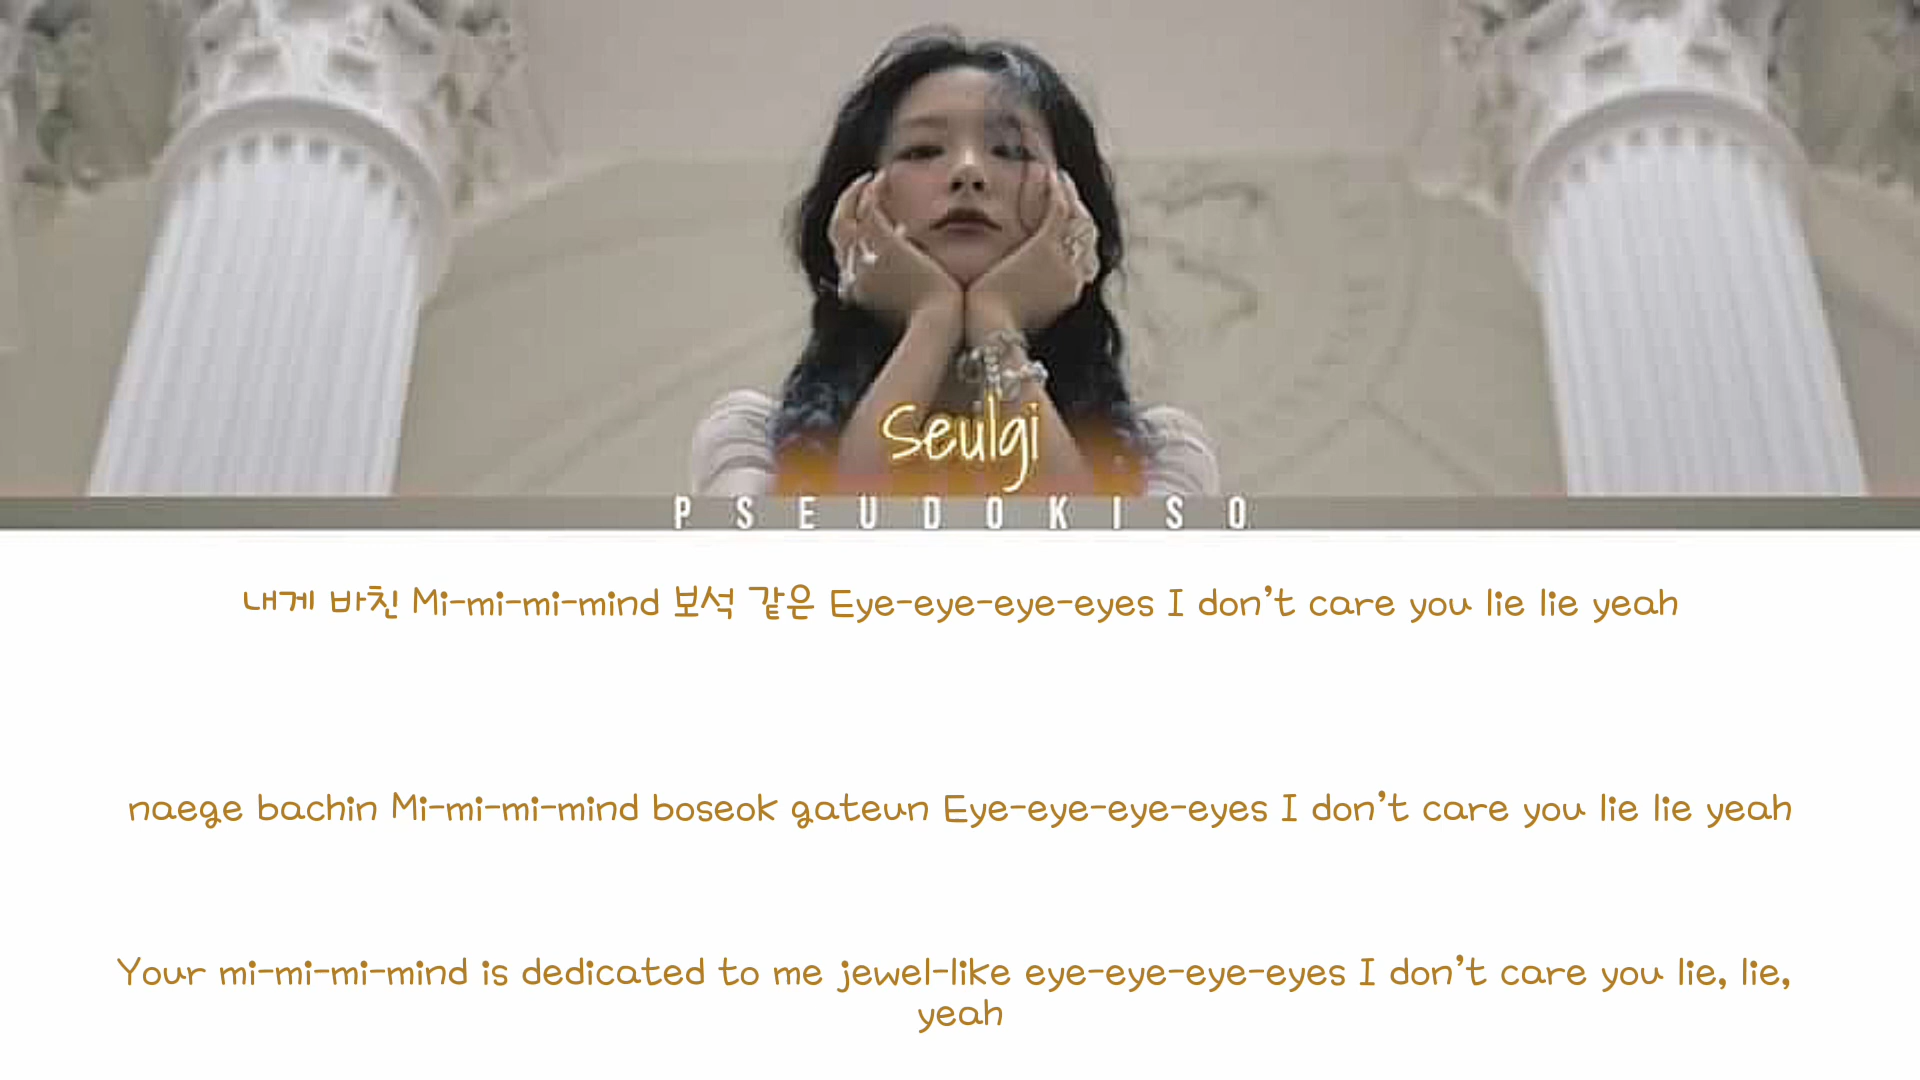 Seulgi
PSEUDOKISO
내게 바친 Mi-mi-mi-mind 보석 같은 Eye-eye-eye-eyes I don’t care you lie lie yeah
naege bachin Mi-mi-mi-mind boseok gateun Eye-eye-eye-eyes I don’t care you lie lie yeah
Your mi-mi-mi-mind is dedicated to me jewel-like eye-eye-eye-eyes I don’t care you lie, lie,
yeah